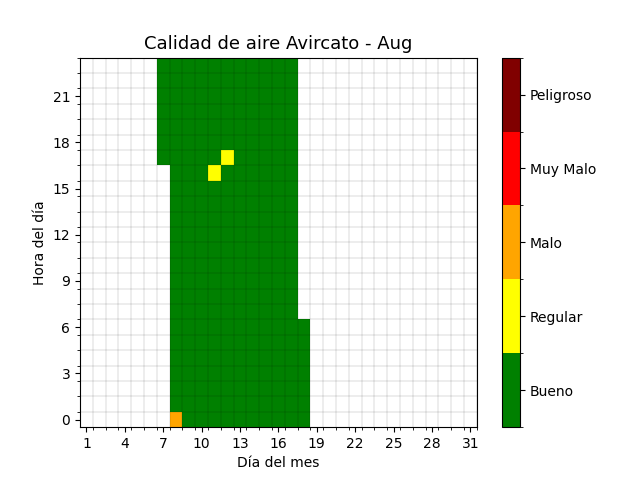 Calidad de aire Avircato - Aug
Peligroso
Muy Malo
Malo
Regular
Bueno
Hora del día
21
18
15
12
9
6
3
0
1 4 7 10 13 16 19 22 25 28 31
Día del mes